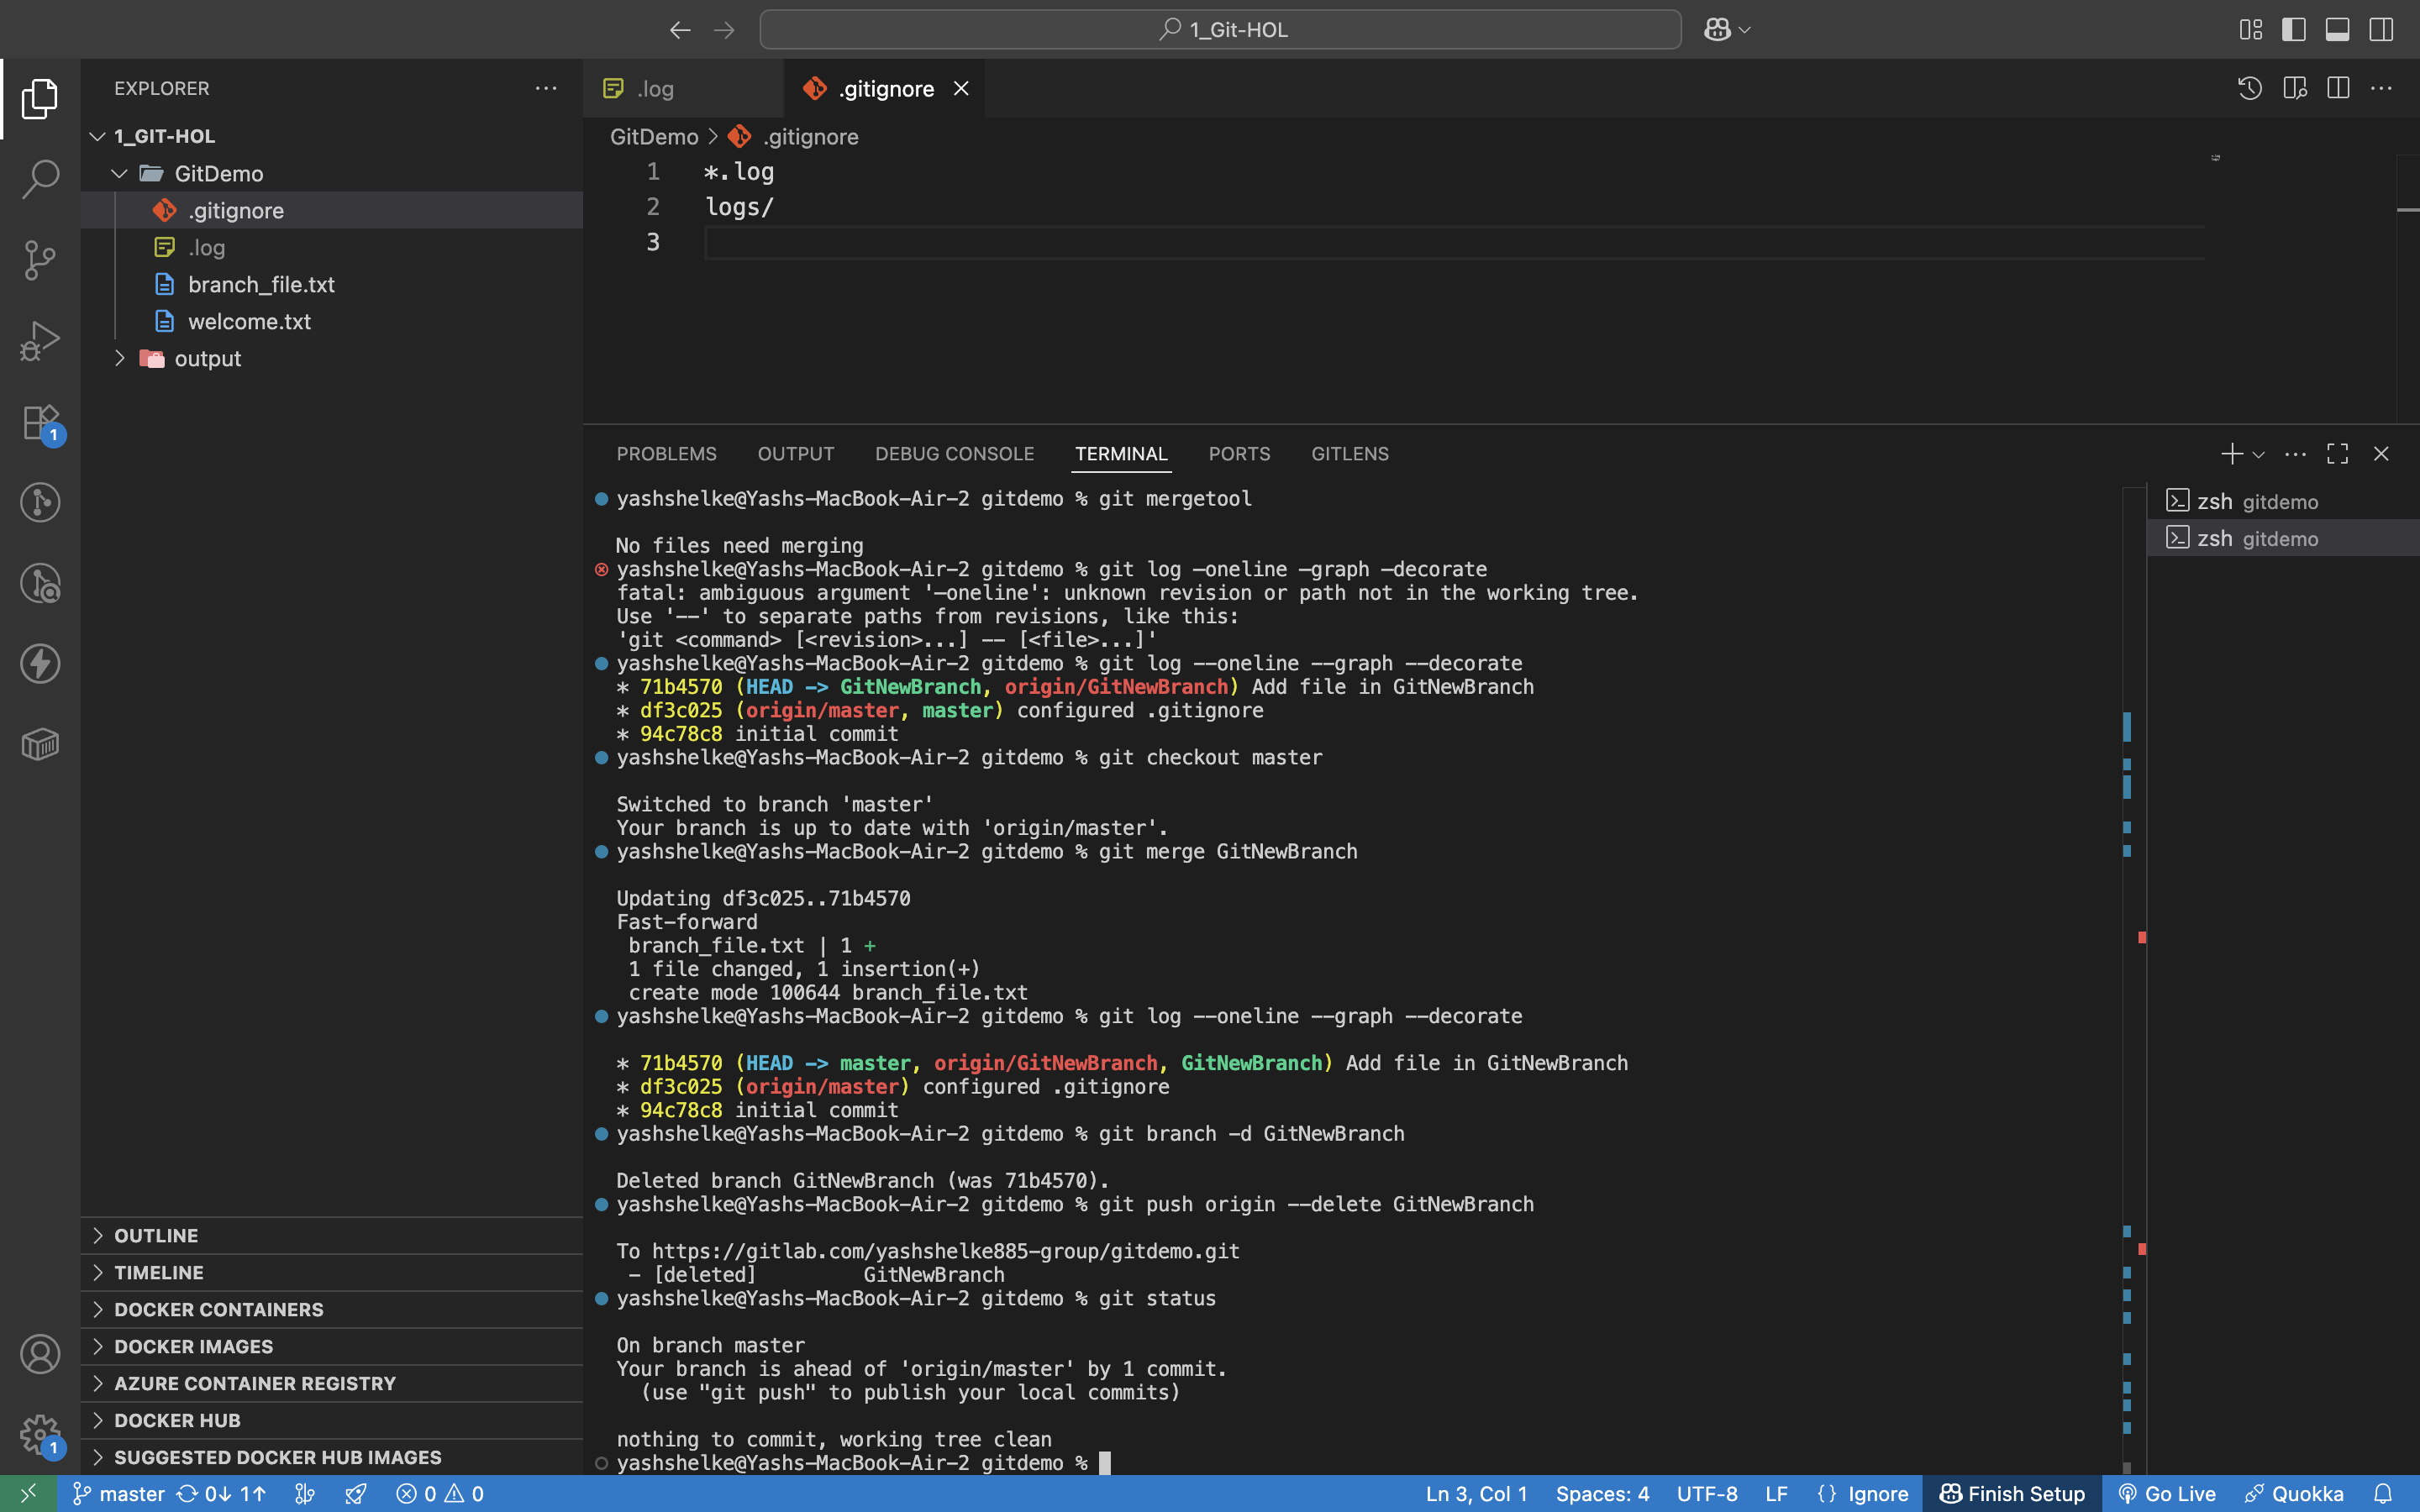 1_Git-HOL
EXPLORER
1_GIT-HOL
GitDemo
.gitignore
.log
branch_file.txt
welcome.txt
output
OUTLINE
TIMELINE
DOCKER CONTAINERS
DOCKER IMAGES
AZURE CONTAINER REGISTRY
DOCKER HUB
SUGGESTED DOCKER HUB IMAGES
1
1
.log
.gitignore
GitDemo > .gitignore
1 *.log
2 logs/
3
PROBLEMS OUTPUT DEBUG CONSOLE TERMINAL PORTS GITLENS
yashshelke@Yashs-MacBook-Air-2 gitdemo % git mergetool
No files need merging
yashshelke@Yashs-MacBook-Air-2 gitdemo % git log —oneline —graph —decorate
fatal: ambiguous argument '—oneline': unknown revision or path not in the working tree.
Use '--' to separate paths from revisions, like this:
'git <command> [<revision>...] -- [<file>...]'
yashshelke@Yashs-MacBook-Air-2 gitdemo % git log --oneline --graph --decorate
* 71b4570 (HEAD -> GitNewBranch, origin/GitNewBranch) Add file in GitNewBranch
* df3c025 (origin/master, master) configured .gitignore
* 94c78c8 initial commit
yashshelke@Yashs-MacBook-Air-2 gitdemo % git checkout master
Switched to branch 'master'
Your branch is up to date with 'origin/master'.
yashshelke@Yashs-MacBook-Air-2 gitdemo % git merge GitNewBranch
Updating df3c025..71b4570
Fast-forward
branch_file.txt | 1 +
1 file changed, 1 insertion(+)
create mode 100644 branch_file.txt
yashshelke@Yashs-MacBook-Air-2 gitdemo % git log --oneline --graph --decorate
* 71b4570 (HEAD -> master, origin/GitNewBranch, GitNewBranch) Add file in GitNewBranch
* df3c025 (origin/master) configured .gitignore
* 94c78c8 initial commit
yashshelke@Yashs-MacBook-Air-2 gitdemo % git branch -d GitNewBranch
Deleted branch GitNewBranch (was 71b4570).
yashshelke@Yashs-MacBook-Air-2 gitdemo % git push origin --delete GitNewBranch
To https://gitlab.com/yashshelke885-group/gitdemo.git
- [deleted] GitNewBranch
yashshelke@Yashs-MacBook-Air-2 gitdemo % git status
On branch master
Your branch is ahead of 'origin/master' by 1 commit.
(use "git push" to publish your local commits)
nothing to commit, working tree clean
yashshelke@Yashs-MacBook-Air-2 gitdemo %
zsh gitdemo
zsh gitdemo
master 0↓ 1↑ 0 0 Ln 3, Col 1 Spaces: 4 UTF-8 LF {} Ignore Finish Setup Go Live Quokka